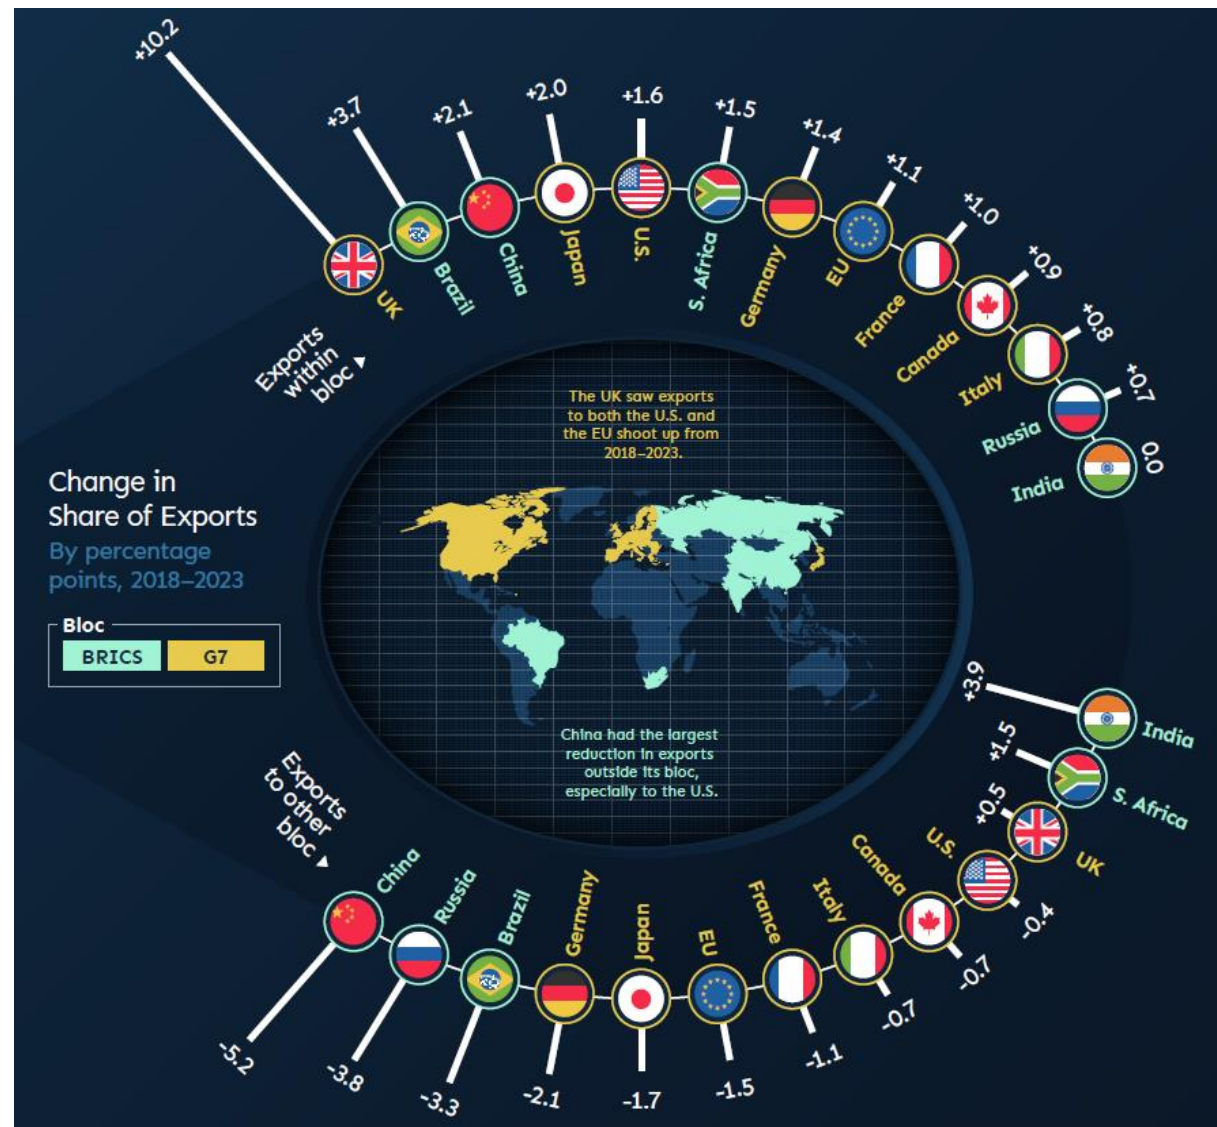 +10.2
+3.7
+2.1
+2.0
+1.6
+1.5
+1.4
+1.1
+1.0
+0.9
+0.8
+0.7
0.0
UK
Brazil
China
Japan
U.S.
S. Africa
Germany
EU
France
Canada
Italy
Russia
India
Exports
within
bloc
The UK saw exports
to both the U.S. and
the EU shoot up from
2018–2023.
Change in
Share of Exports
By percentage
points, 2018–2023
Bloc
BRICS
G7
China had the largest
reduction in exports
outside its bloc,
especially to the U.S.
Exports
to other
bloc
China
Russia
Brazil
Germany
Japan
EU
France
Italy
Canada
U.S.
UK
S. Africa
India
-5.2
-3.8
-3.3
-2.1
-1.7
-1.5
-1.1
-0.7
-0.7
-0.4
+0.5
+1.5
+3.9